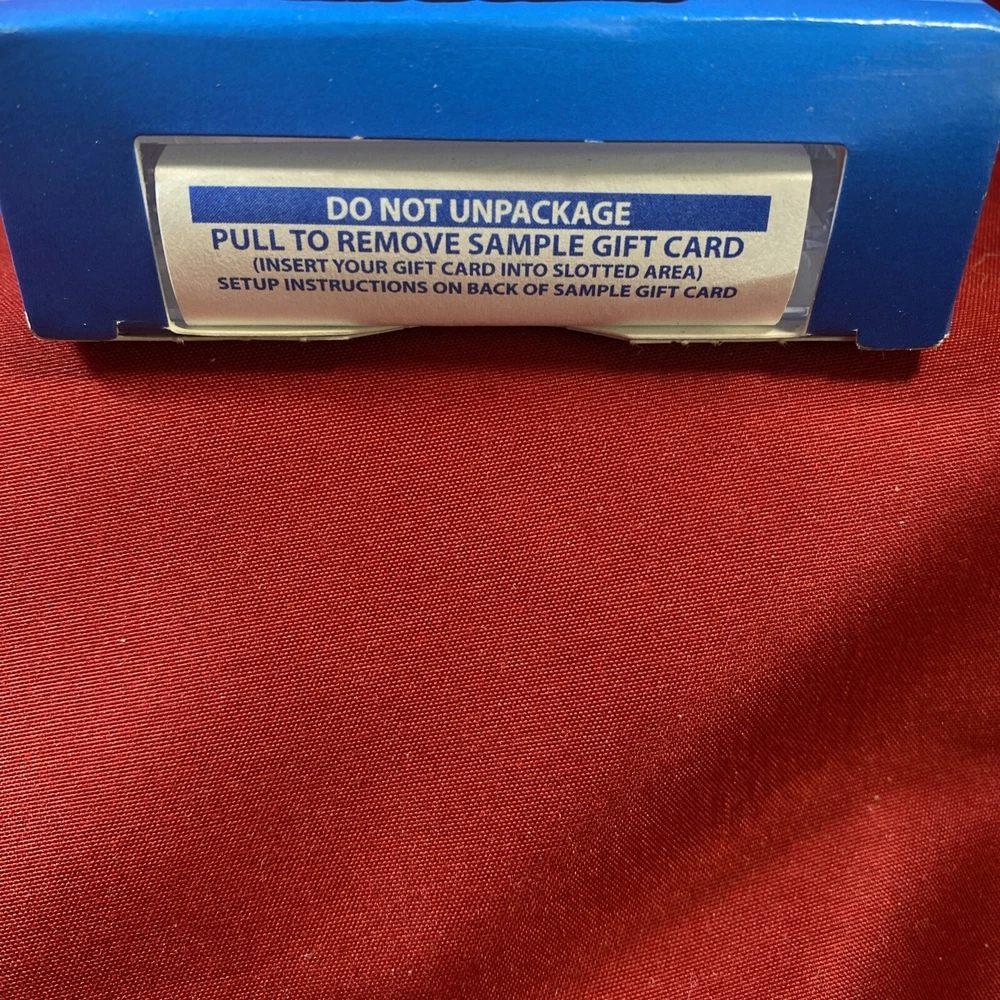 DO NOT UNPACKAGE
PULL TO REMOVE SAMPLE GIFT CARD
(INSERT YOUR GIFT CARD INTO SLOTTED AREA)
SETUP INSTRUCTIONS ON BACK OF SAMPLE GIFT CARD